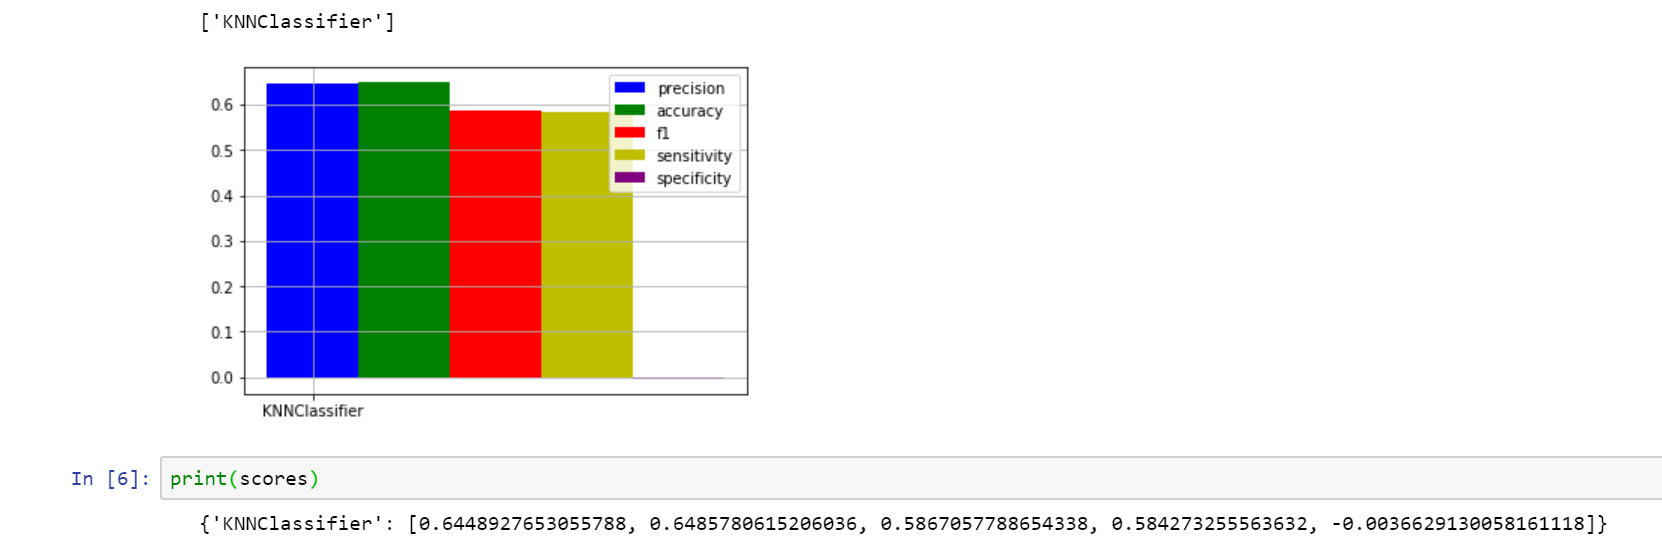 ['KNNClassifier']
precision
accuracy
f1
sensitivity
specificity
0.6
0.5
0.4
0.3
0.2
0.1
0.0
KNNClassifier
In [6]: print(scores)
{'KNNClassifier': [0.6448927653055788, 0.6485780615206036, 0.5867057788654338, 0.584273255563632, -0.0036629130058161118]}